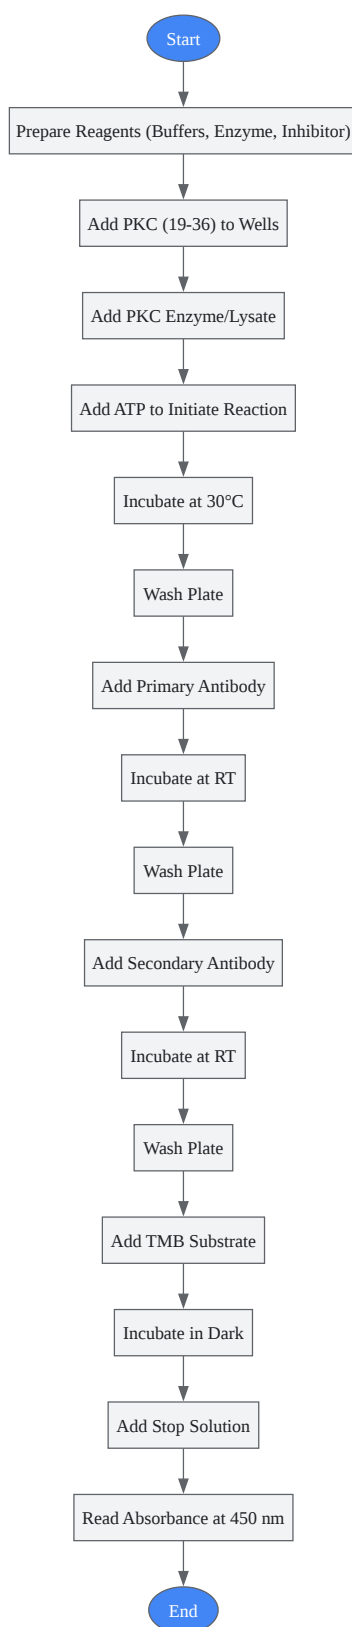 Start
Prepare Reagents (Buffers, Enzyme, Inhibitor)
Add PKC (19-36) to Wells
Add PKC Enzyme/Lysate
Add ATP to Initiate Reaction
Incubate at 30°C
Wash Plate
Add Primary Antibody
Incubate at RT
Wash Plate
Add Secondary Antibody
Incubate at RT
Wash Plate
Add TMB Substrate
Incubate in Dark
Add Stop Solution
Read Absorbance at 450 nm
End